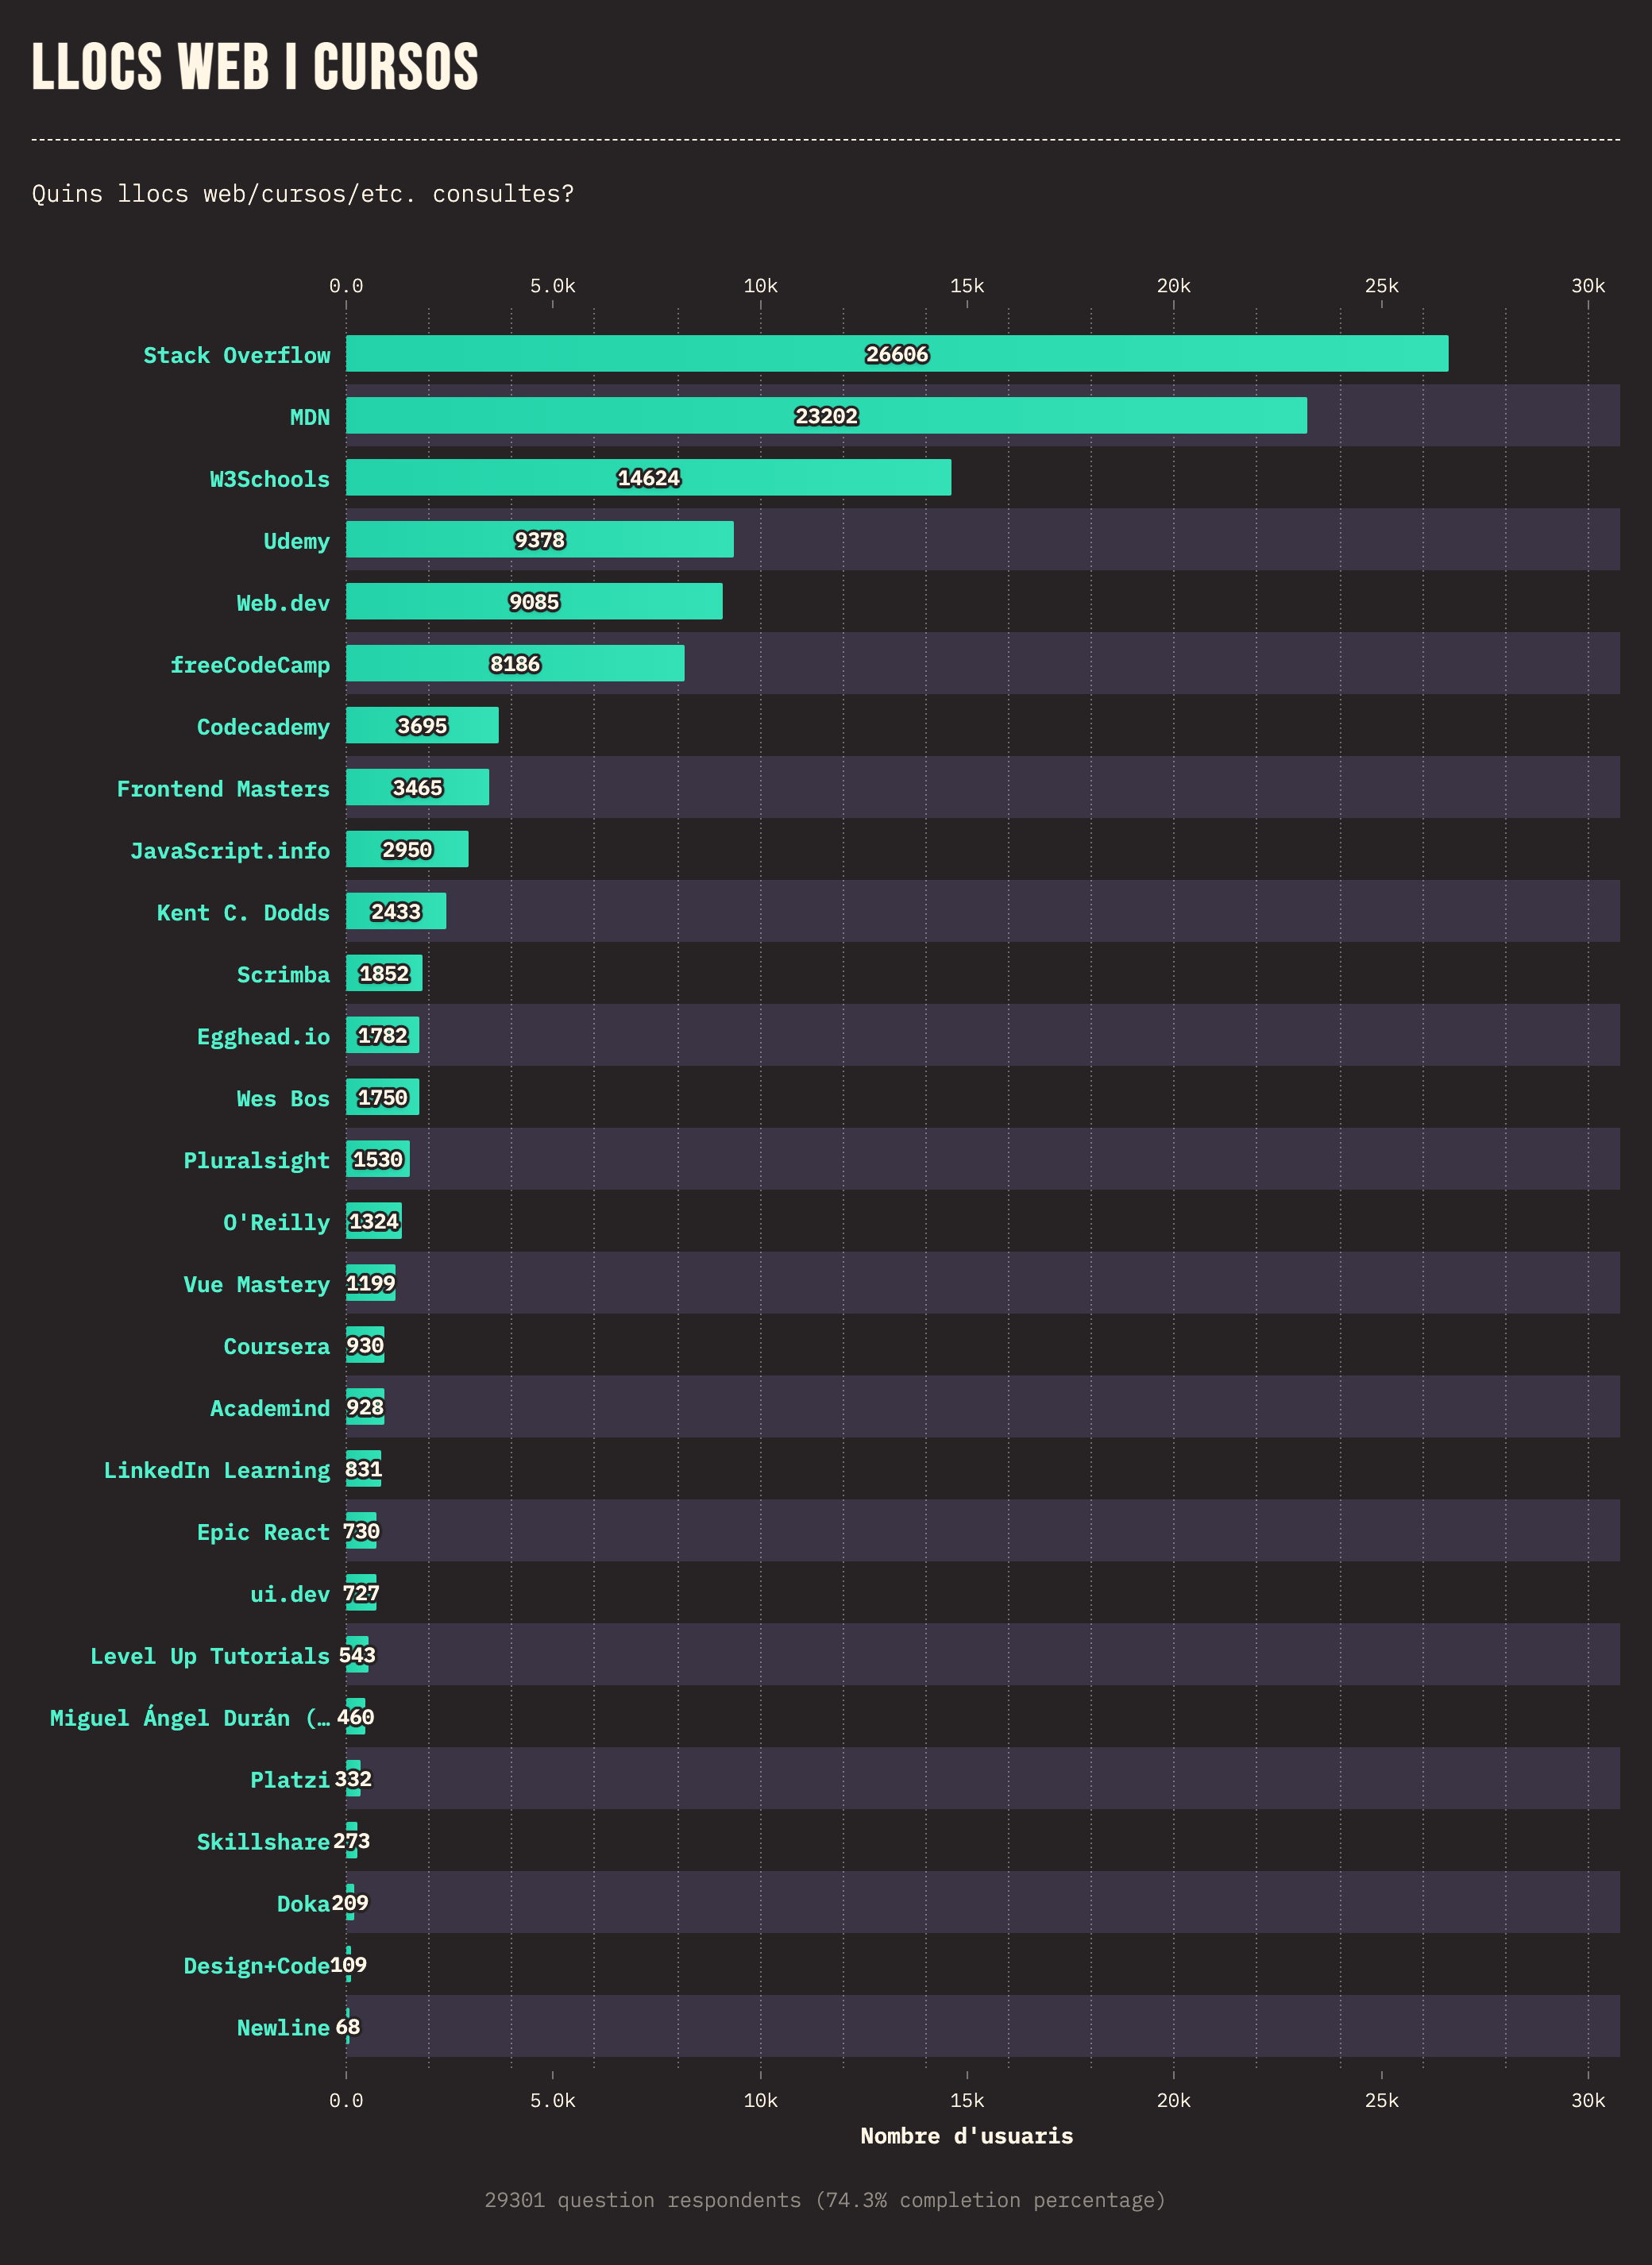 LLOCS WEB I CURSOS
Quins llocs web/cursos/etc. consultes?
0.0 5.0k 10k 15k 20k 25k 30k
Stack Overflow 26606
MDN 23202
W3Schools 14624
Udemy 9378
Web.dev 9085
freeCodeCamp 8186
Codecademy 3695
Frontend Masters 3465
JavaScript.info 2950
Kent C. Dodds 2433
Scrimba 1852
Egghead.io 1782
Wes Bos 1750
Pluralsight 1530
O'Reilly 1324
Vue Mastery 1199
Coursera 930
Academind 928
LinkedIn Learning 831
Epic React 730
ui.dev 727
Level Up Tutorials 543
Miguel Ángel Durán (… 460
Platzi 332
Skillshare 273
Doka 209
Design+Code 109
Newline 68
0.0 5.0k 10k 15k 20k 25k 30k
Nombre d'usuaris
29301 question respondents (74.3% completion percentage)